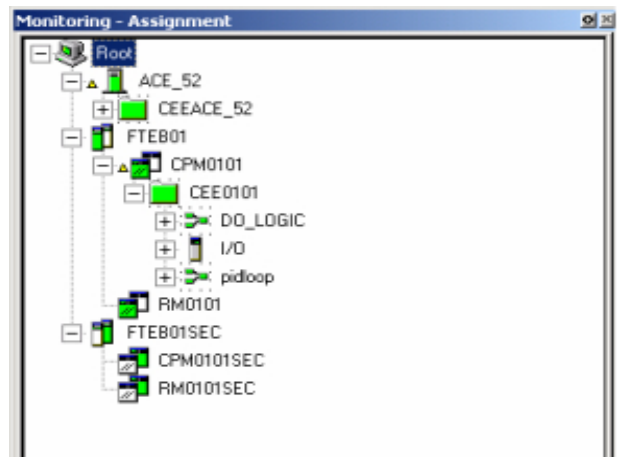 Monitoring - Assignment
Root
ACE_52
CEEACE_52
FTEB01
CPM0101
CEE0101
DO_LOGIC
I/O
pidloop
RM0101
FTEB01SEC
CPM0101SEC
RM0101SEC